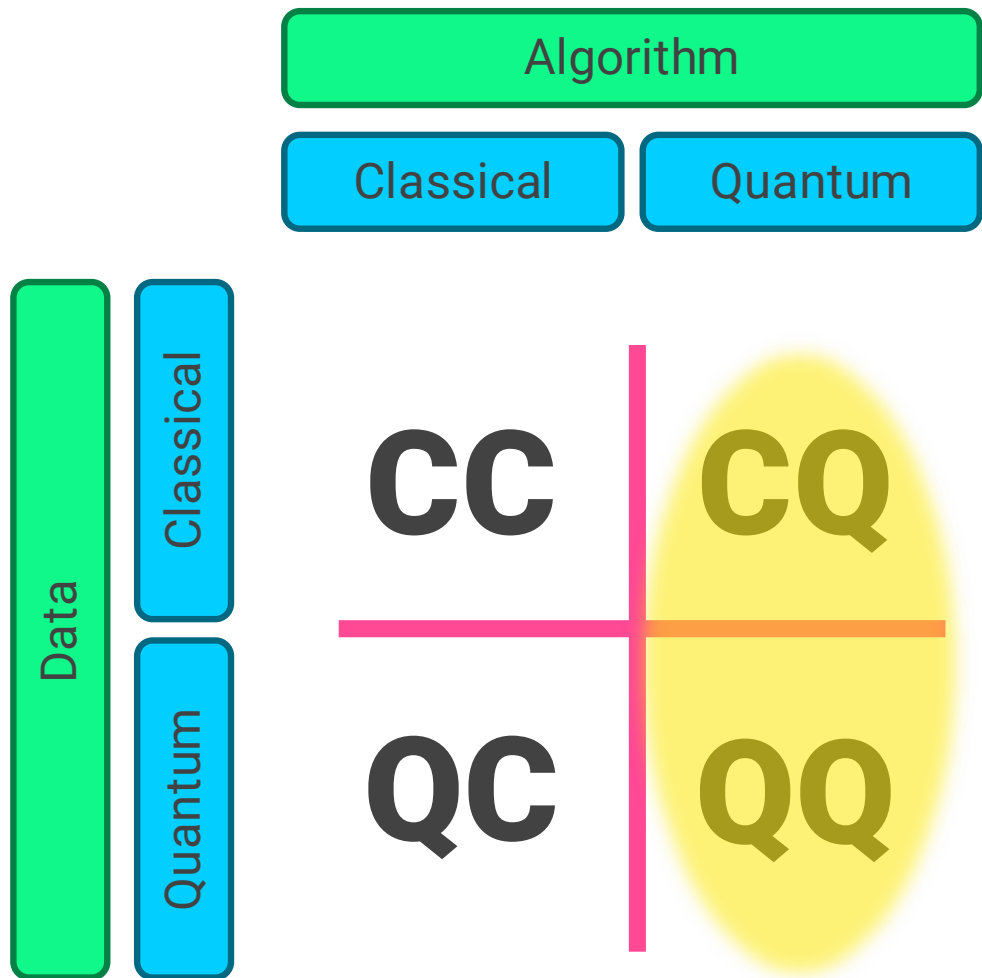 Algorithm
Classical Quantum
Data
Classical
CC CQ
Quantum
QC QQ